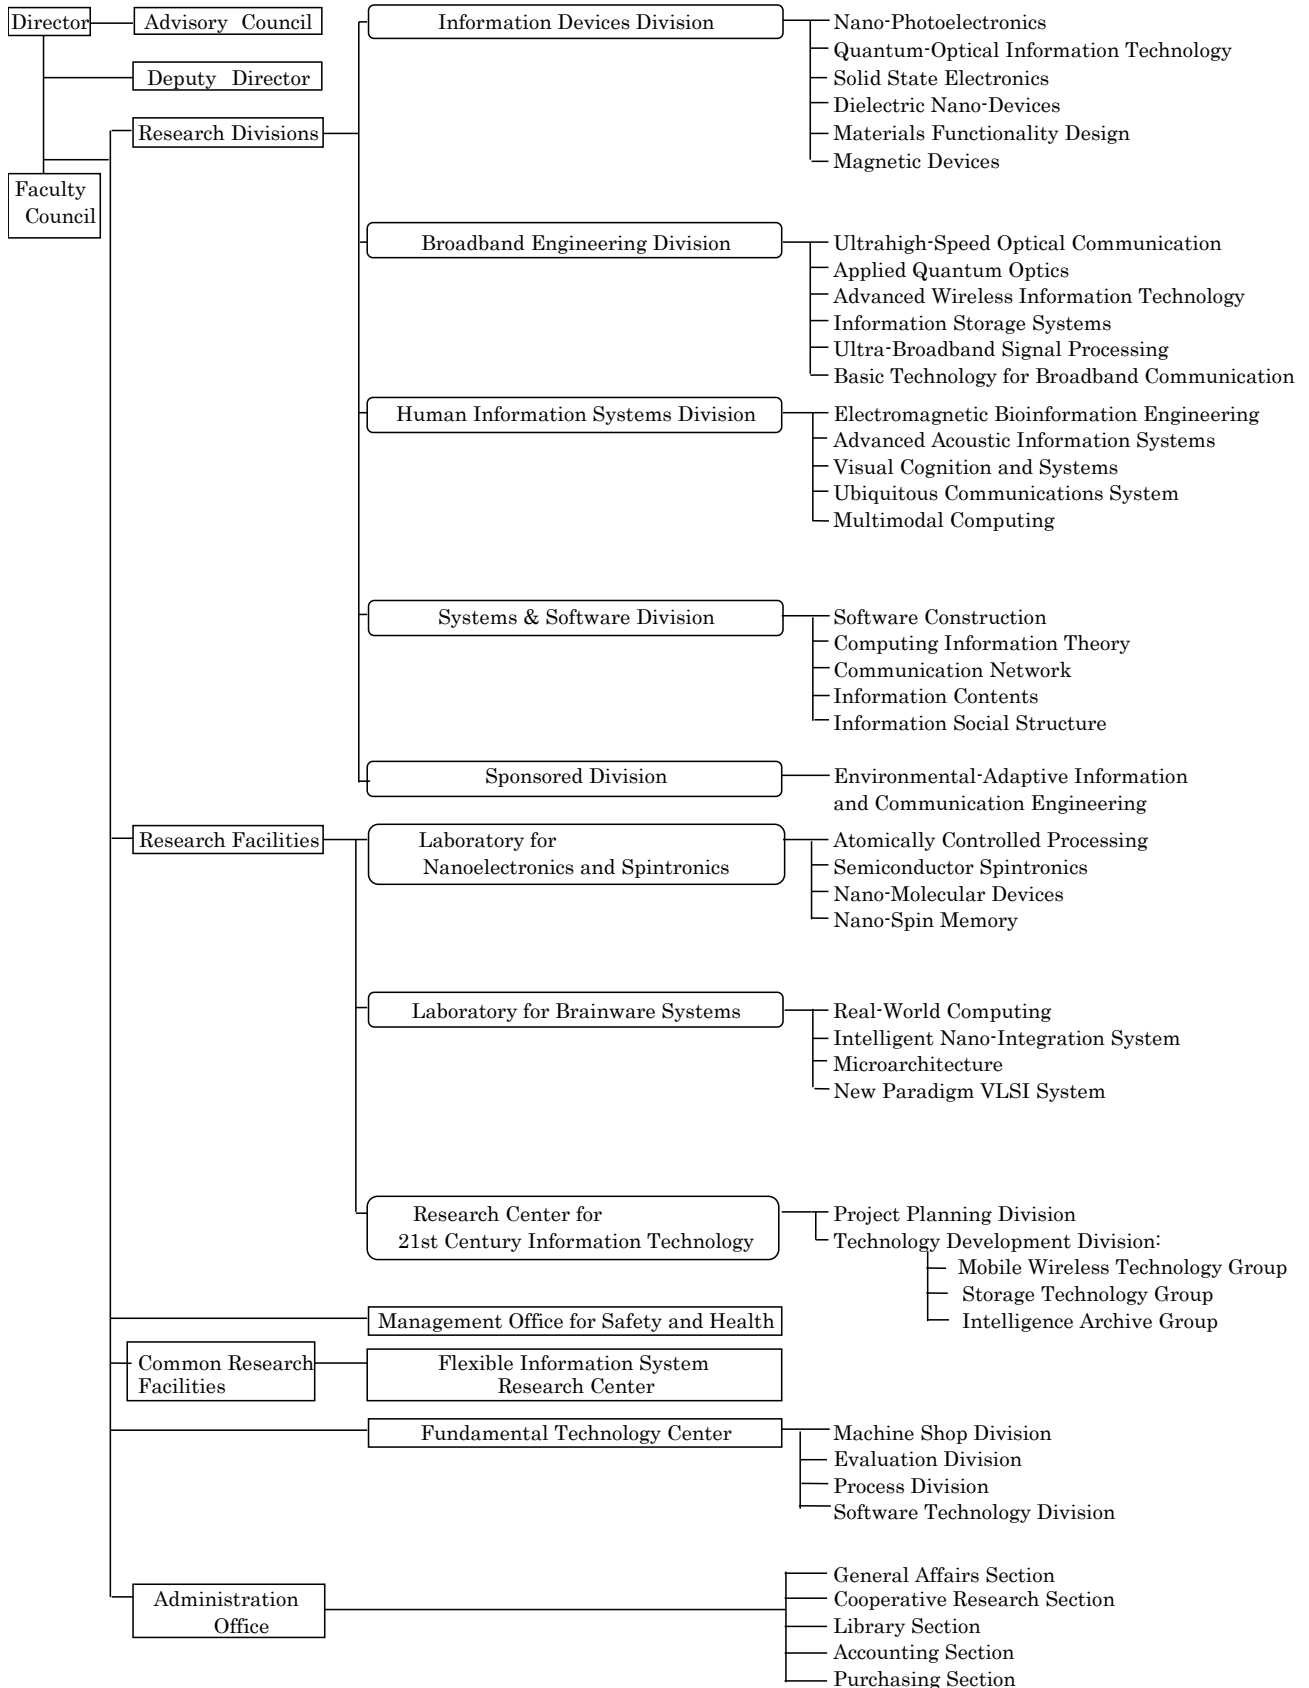 Director
Advisory Council
Deputy Director
Faculty
Council
Research Divisions
Information Devices Division
Nano-Photoelectronics
Quantum-Optical Information Technology
Solid State Electronics
Dielectric Nano-Devices
Materials Functionality Design
Magnetic Devices
Broadband Engineering Division
Ultrahigh-Speed Optical Communication
Applied Quantum Optics
Advanced Wireless Information Technology
Information Storage Systems
Ultra-Broadband Signal Processing
Basic Technology for Broadband Communication
Human Information Systems Division
Electromagnetic Bioinformation Engineering
Advanced Acoustic Information Systems
Visual Cognition and Systems
Ubiquitous Communications System
Multimodal Computing
Systems & Software Division
Software Construction
Computing Information Theory
Communication Network
Information Contents
Information Social Structure
Sponsored Division
Environmental-Adaptive Information
and Communication Engineering
Research Facilities
Laboratory for
Nanoelectronics and Spintronics
Atomically Controlled Processing
Semiconductor Spintronics
Nano-Molecular Devices
Nano-Spin Memory
Laboratory for Brainware Systems
Real-World Computing
Intelligent Nano-Integration System
Microarchitecture
New Paradigm VLSI System
Research Center for
21st Century Information Technology
Project Planning Division
Technology Development Division:
Mobile Wireless Technology Group
Storage Technology Group
Intelligence Archive Group
Management Office for Safety and Health
Common Research
Facilities
Flexible Information System
Research Center
Fundamental Technology Center
Machine Shop Division
Evaluation Division
Process Division
Software Technology Division
Administration
Office
General Affairs Section
Cooperative Research Section
Library Section
Accounting Section
Purchasing Section